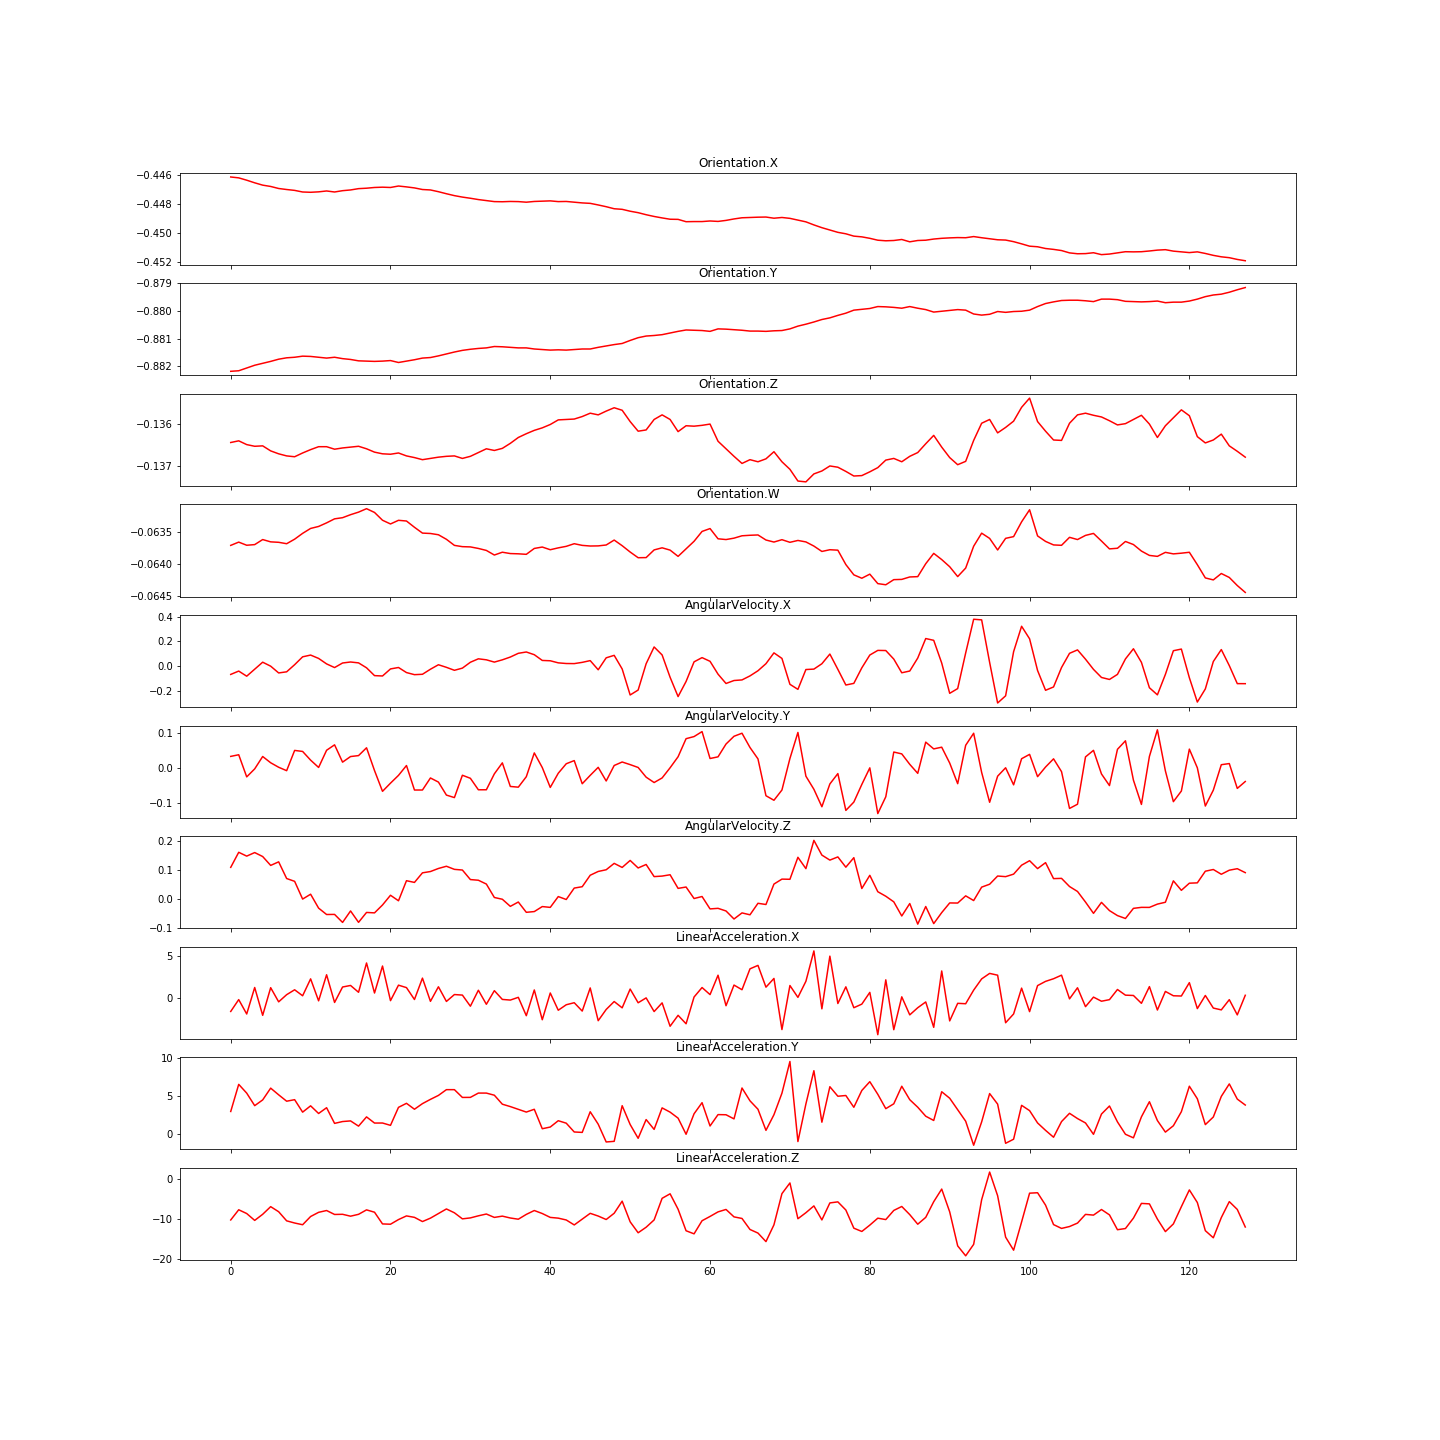 Orientation.X
−0.446
−0.448
−0.450
−0.452
Orientation.Y
−0.879
−0.880
−0.881
−0.882
Orientation.Z
−0.136
−0.137
Orientation.W
−0.0635
−0.0640
−0.0645
AngularVelocity.X
0.4
0.2
0.0
−0.2
AngularVelocity.Y
0.1
0.0
−0.1
AngularVelocity.Z
0.2
0.1
0.0
−0.1
LinearAcceleration.X
5
0
LinearAcceleration.Y
10
5
0
LinearAcceleration.Z
0
−10
−20
0 20 40 60 80 100 120